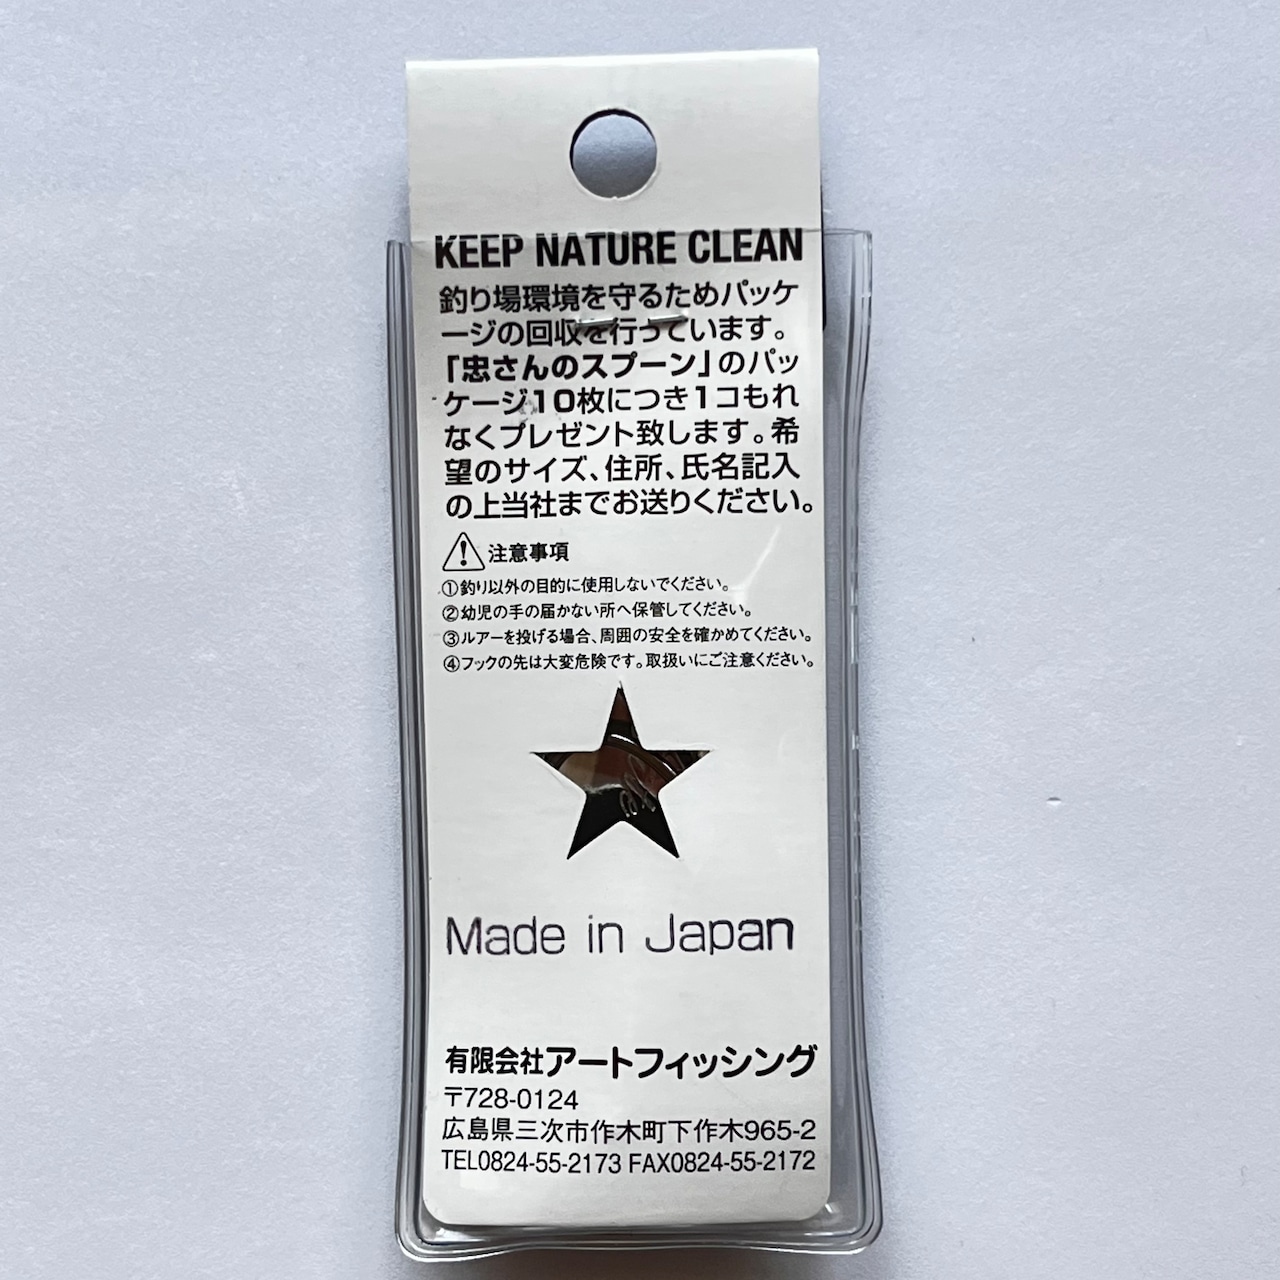 KEEP NATURE CLEAN
釣り場環境を守るためパッケ
ージの回収を行っています。
「忠さんのスプーン」のパッ
ケージ10枚につき1コもれ
なくプレゼント致します。希
望のサイズ、住所、氏名記入
の上当社までお送りください。
注意事項
①釣り以外の目的に使用しないでください。
②幼児の手の届かない所へ保管してください。
③ルアーを投げる場合、周囲の安全を確かめてください。
④フックの先は大変危険です。取扱いにご注意ください。
Made in Japan
有限会社アートフィッシング
〒728-0124
広島県三次市作木町下作木965-2
TEL0824-55-2173 FAX0824-55-2172